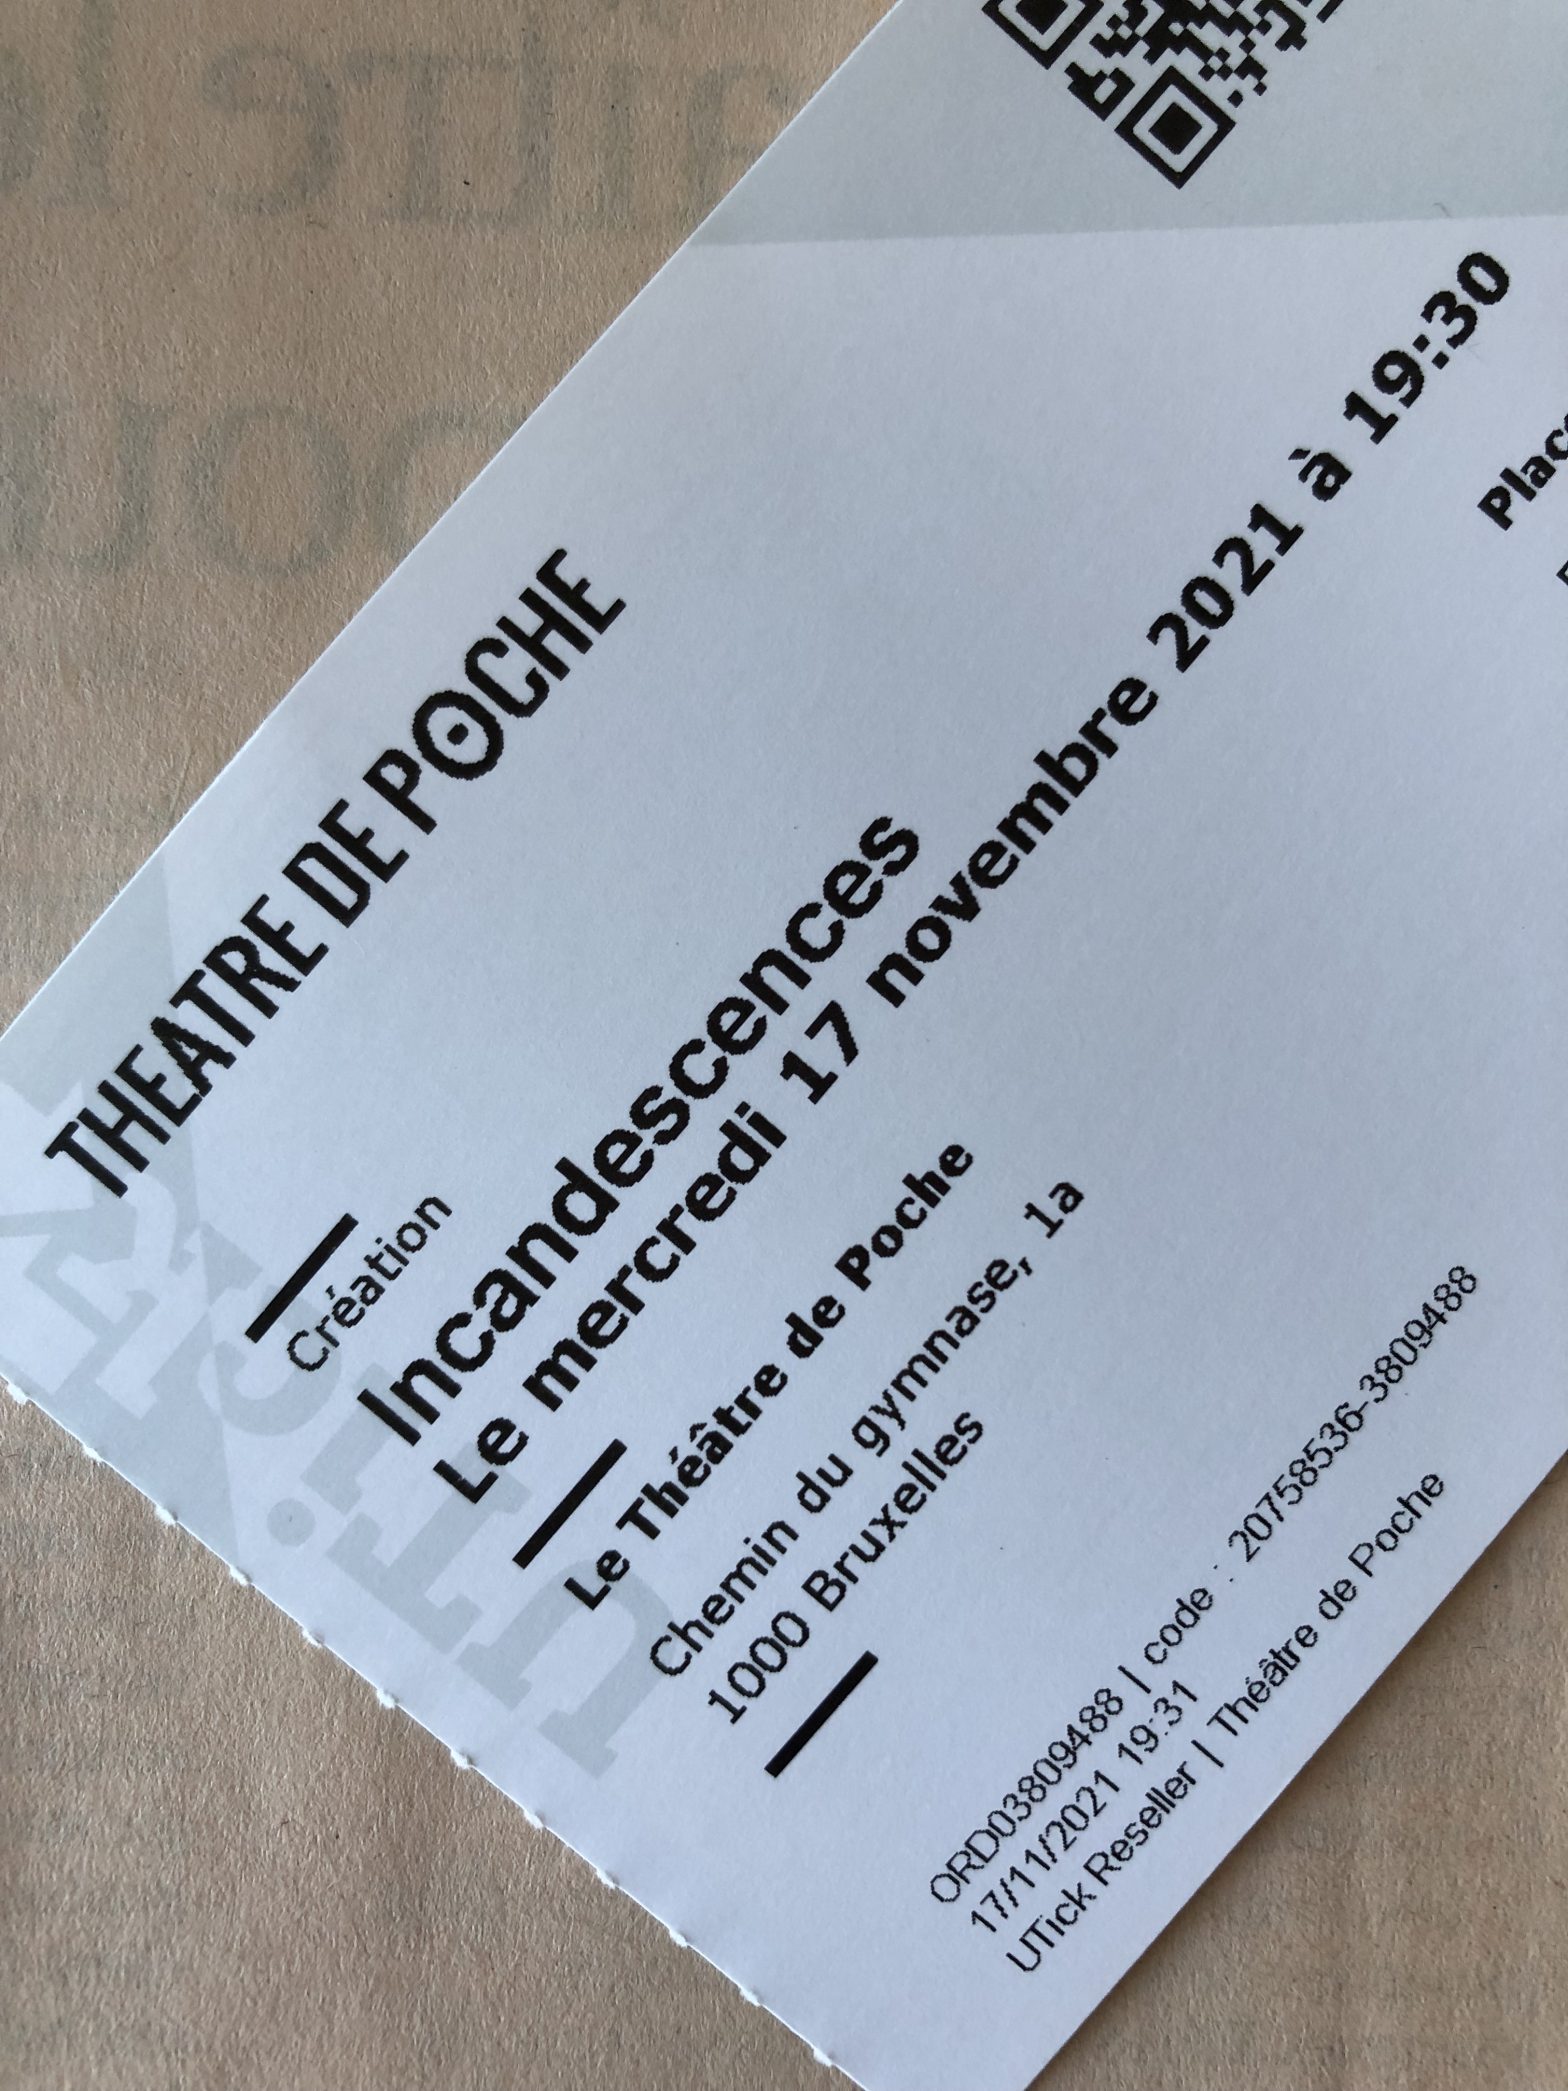 THEATRE DE POCHE
Création
Incandescences
Le mercredi 17 novembre 2021 à 19:30
Le Théâtre de Poche
Chemin du gymnase, 1a
1000 Bruxelles
ORD03809488 | code : 20758536-3809488
17/11/2021 19:31
UTick Reseller | Théâtre de Poche